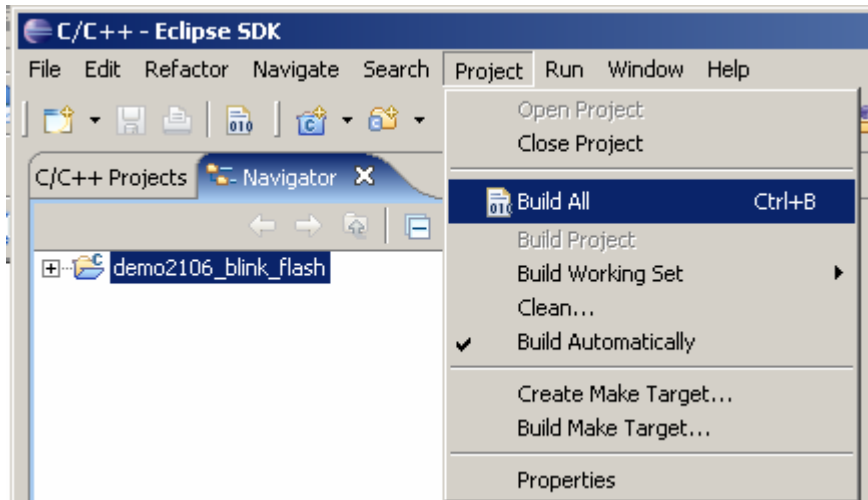 C/C++ - Eclipse SDK
File Edit Refactor Navigate Search Project Run Window Help
010
Open Project
Close Project
C/C++ Projects Navigator
Build All Ctrl+B
Build Project
demo2106_blink_flash
Build Working Set
Clean...
Build Automatically
Create Make Target...
Build Make Target...
Properties